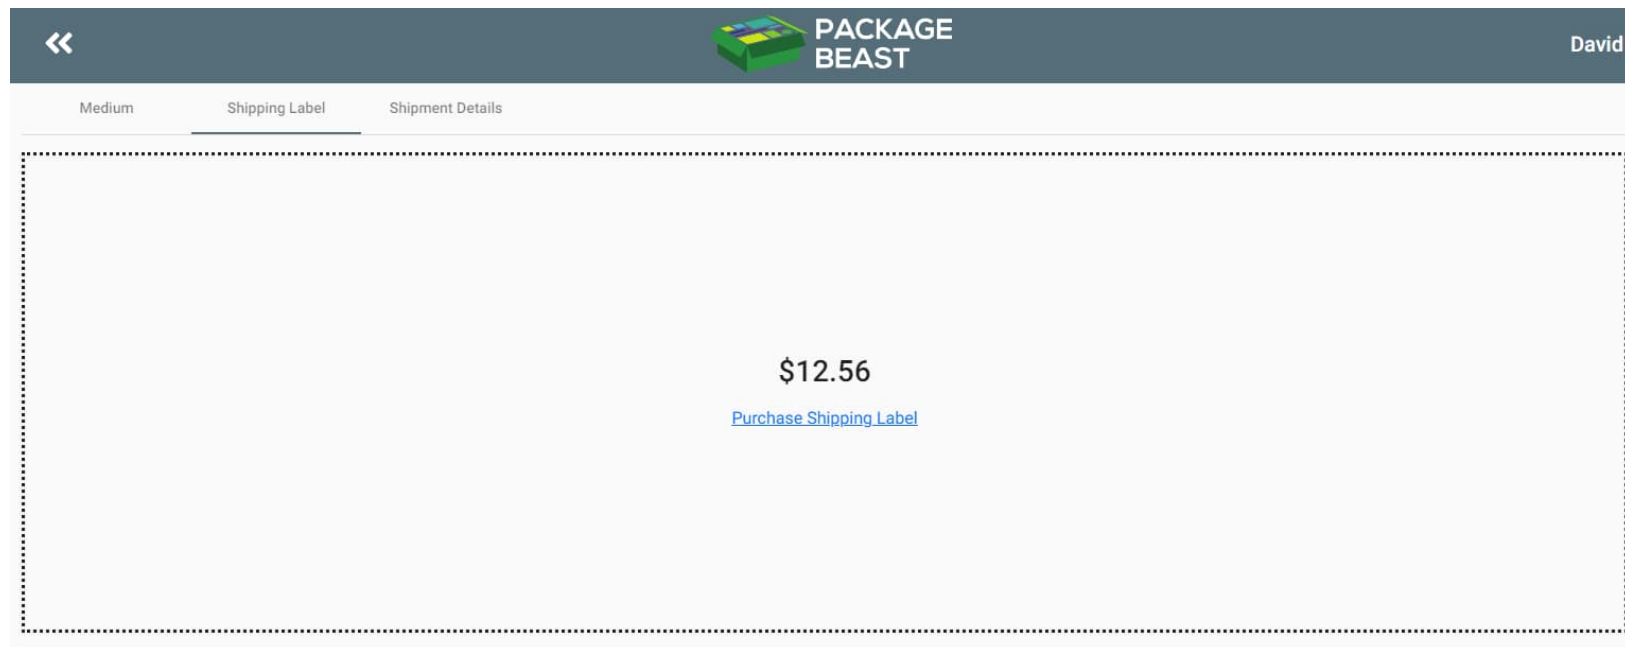 PACKAGE
BEAST
David
Medium Shipping Label Shipment Details
$12.56
Purchase Shipping Label